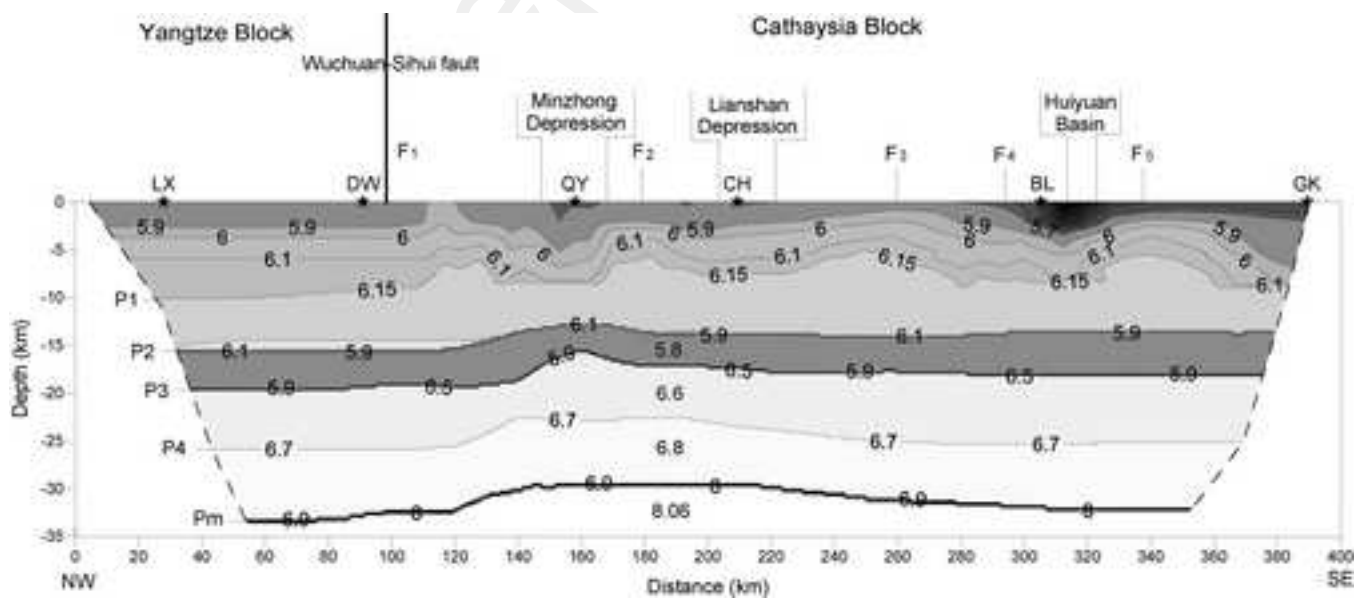 Yangtze Block
Cathaysia Block
Wuchuan-Sihui fault
Minzhong
Depression
Lianshan
Depression
Huiyuan
Basin
F1 F2 F3 F4 F5
LX DW QY CH BL GK
0
5.9 5.9 5.9 5.9 5.7 5.9
6 6 6 6 6 6 6 6
-5
6.1 6.1 6.1 6.1 6.1 6.1
6.15 6.15 6.15 6.15
-10
P1
-15
P2
6.1 5.9 6.1 5.9 6.1 5.9
5.8
P3
6.9 6.5 6.9 6.5 5.9 6.5 5.9
-20
6.6
6.7 6.7 6.7 6.7
-25
P4
6.8
-30
Pm
6.9 8 6.9 8 6.9 8
8.06
-35
Depth (km)
0 20 40 60 80 100 120 140 160 180 200 220 240 260 280 300 320 340 360 380 400
NW
Distance (km)
SE